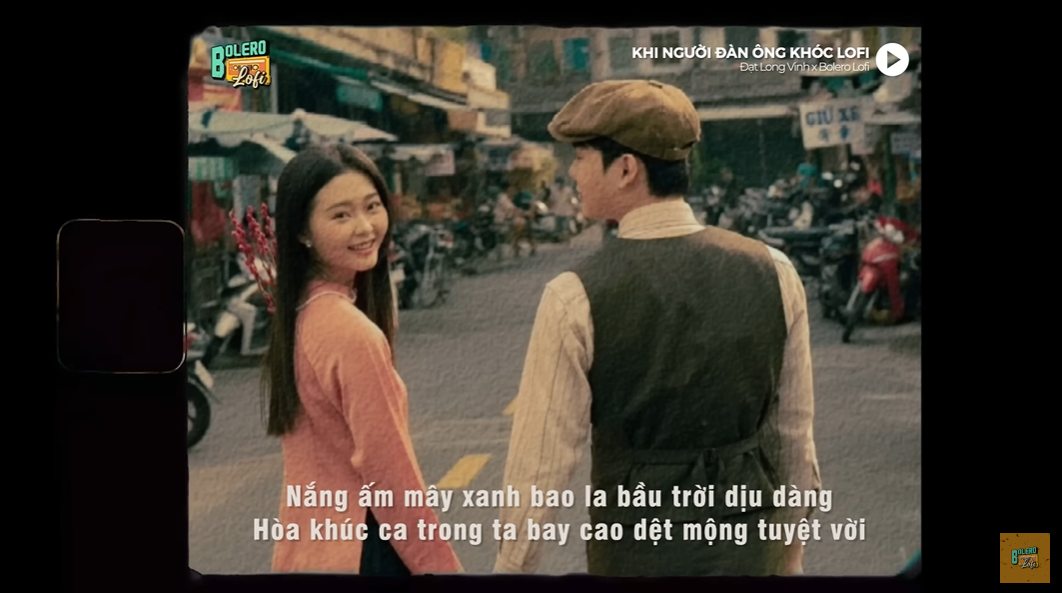 BOLERO
Lofi
KHI NGƯỜI ĐÀN ÔNG KHÓC LOFI
Đạt Long Vinh x Bolero Lofi
GIỮ XE
Nắng ấm mây xanh bao la bầu trời dịu dàng
Hòa khúc ca trong ta bay cao dệt mộng tuyệt vời
BOLERO
Lofi